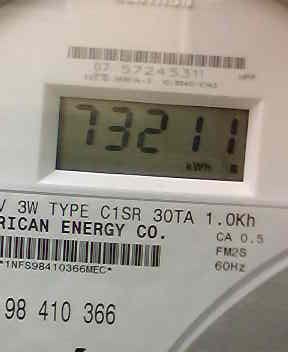 07 57245311
73211
kWh
V 3W TYPE C1SR 30TA 1.0Kh
RICAN ENERGY CO.
CA 0.5
FM2S
*1NFS98410366MEC*
60Hz
98 410 366